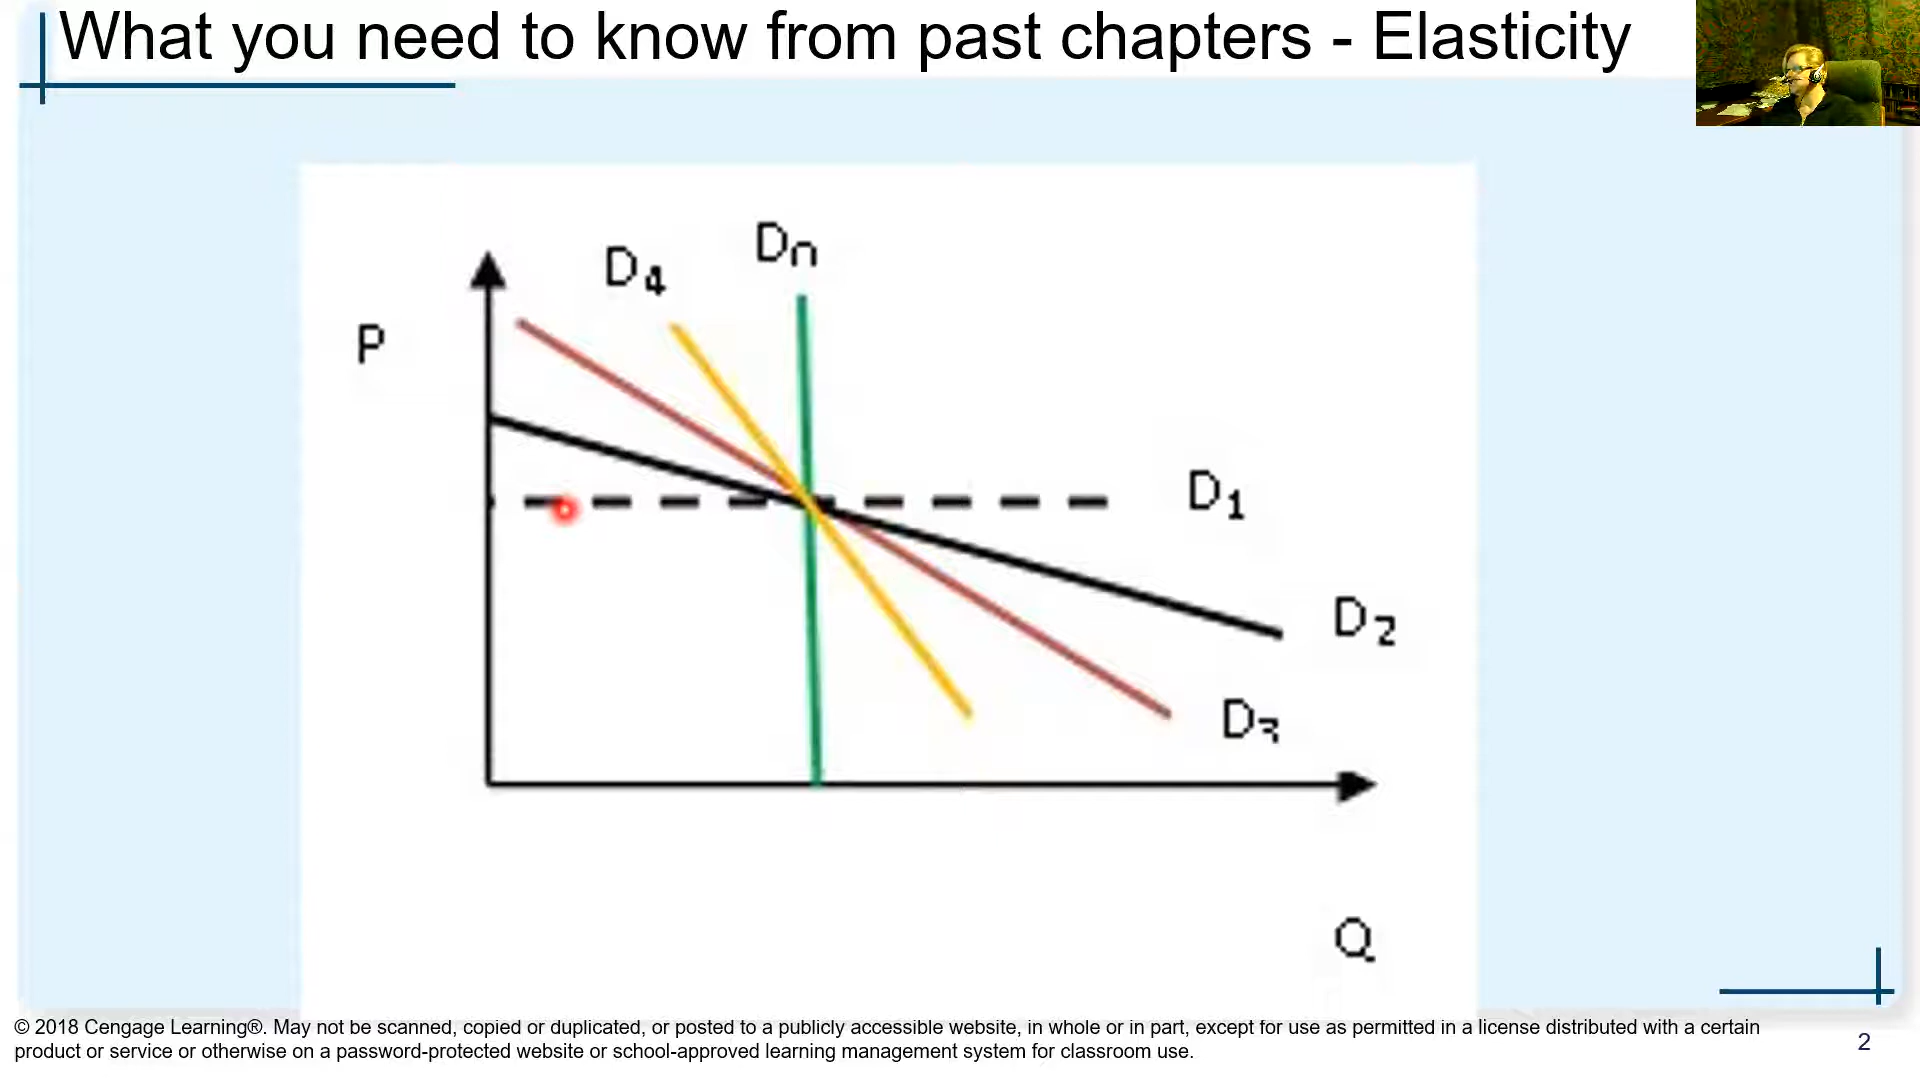 What you need to know from past chapters - Elasticity
Dn
D4
P
D1
D2
D3
Q
© 2018 Cengage Learning®. May not be scanned, copied or duplicated, or posted to a publicly accessible website, in whole or in part, except for use as permitted in a license distributed with a certain
product or service or otherwise on a password-protected website or school-approved learning management system for classroom use.
2